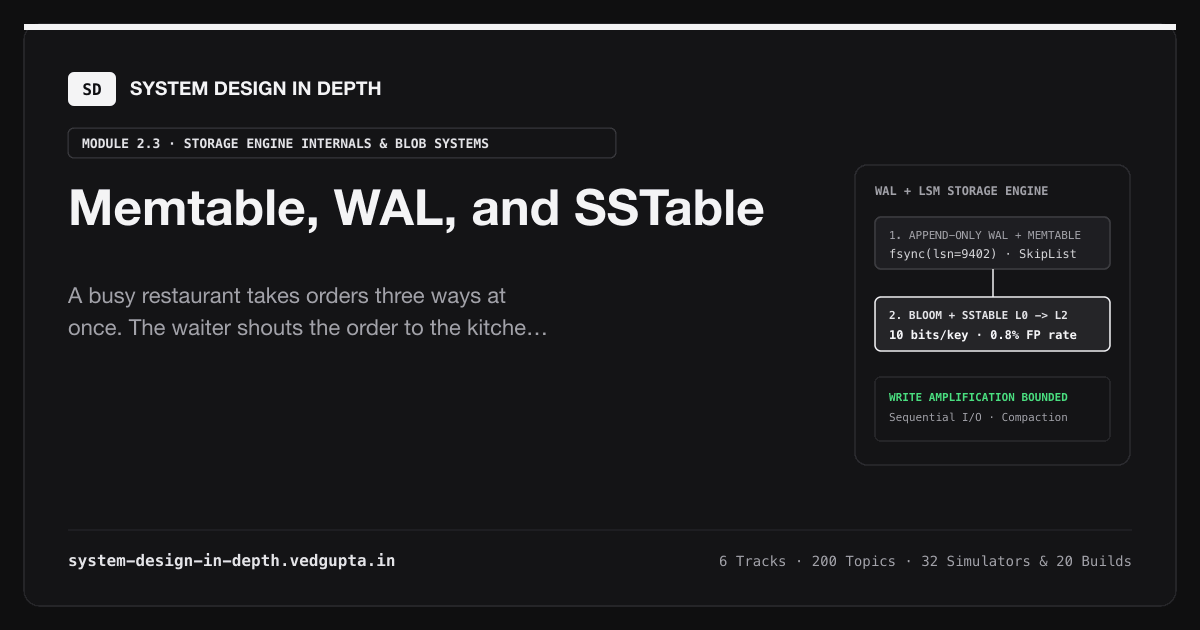 SD
SYSTEM DESIGN IN DEPTH
MODULE 2.3 · STORAGE ENGINE INTERNALS & BLOB SYSTEMS
Memtable, WAL, and SSTable
A busy restaurant takes orders three ways at
once. The waiter shouts the order to the kitche…
WAL + LSM STORAGE ENGINE
1. APPEND-ONLY WAL + MEMTABLE
fsync(lsn=9402) · SkipList
2. BLOOM + SSTABLE L0 -> L2
10 bits/key · 0.8% FP rate
WRITE AMPLIFICATION BOUNDED
Sequential I/O · Compaction
system-design-in-depth.vedgupta.in
6 Tracks · 200 Topics · 32 Simulators & 20 Builds